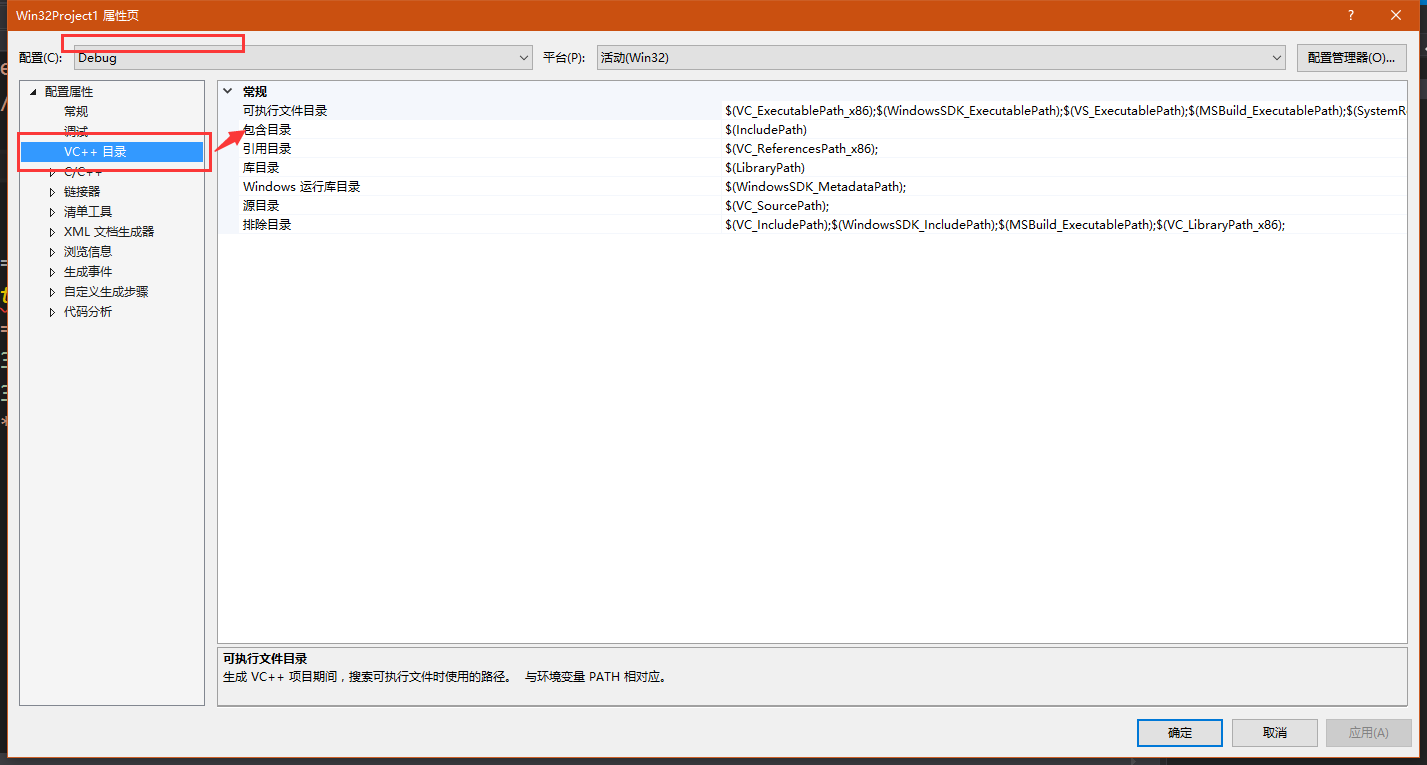 Win32Project1 属性页
配置(C):
Debug
平台(P):
活动(Win32)
配置管理器(O)...
配置属性
常规
调试
VC++ 目录
C/C++
链接器
清单工具
XML 文档生成器
浏览信息
生成事件
自定义生成步骤
代码分析
常规
可执行文件目录 $(VC_ExecutablePath_x86);$(WindowsSDK_ExecutablePath);$(VS_ExecutablePath);$(MSBuild_ExecutablePath);$(SystemR
包含目录 $(IncludePath)
引用目录 $(VC_ReferencesPath_x86);
库目录 $(LibraryPath)
Windows 运行库目录 $(WindowsSDK_MetadataPath);
源目录 $(VC_SourcePath);
排除目录 $(VC_IncludePath);$(WindowsSDK_IncludePath);$(MSBuild_ExecutablePath);$(VC_LibraryPath_x86);
可执行文件目录
生成 VC++ 项目期间，搜索可执行文件时使用的路径。 与环境变量 PATH 相对应。
确定
取消
应用(A)